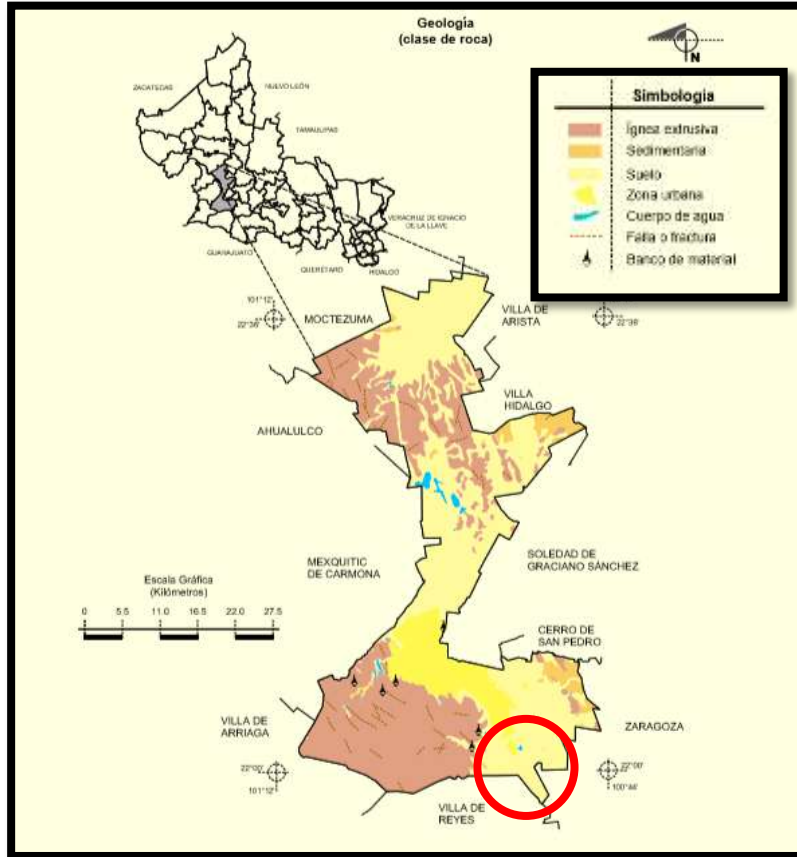 Geología
(clase de roca)
N
ZACATECAS
NUEVO LEÓN
TAMAULIPAS
VERACRUZ DE IGNACIO
DE LA LLAVE
GUANAJUATO
QUERÉTARO
HIDALGO
Simbología
Ígnea extrusiva
Sedimentaria
Suelo
Zona urbana
Cuerpo de agua
Falla o fractura
Banco de material
101°12'
22°36'
MOCTEZUMA
VILLA DE
ARISTA
22°36'
VILLA
HIDALGO
AHUALULCO
MEXQUITIC
DE CARMONA
SOLEDAD DE
GRACIANO SÁNCHEZ
Escala Gráfica
(Kilómetros)
0 5.5 11.0 16.5 22.0 27.5
CERRO DE
SAN PEDRO
VILLA DE
ARRIAGA
ZARAGOZA
22°00'
101°12'
22°00'
100°44'
VILLA DE
REYES